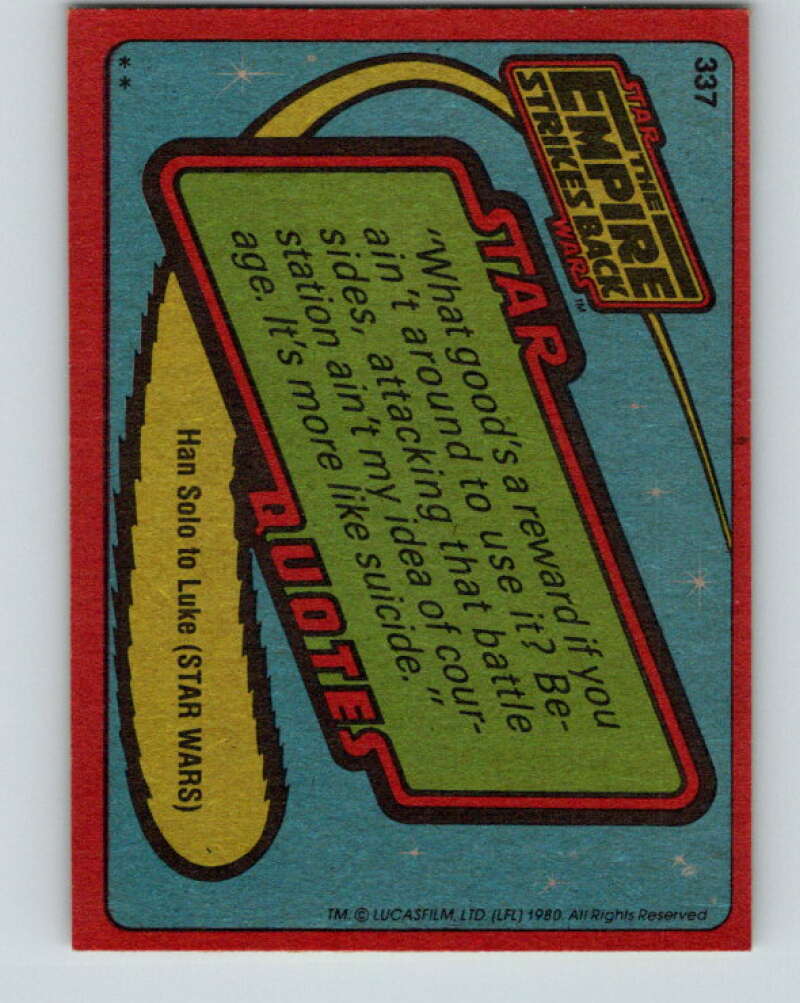 337
STAR
THE
EMPIRE
STRIKES BACK
WARS™
STAR
"What good's a reward if you
ain't around to use it? Be-
sides, attacking that battle
station ain't my idea of cour-
age. It's more like suicide."
QUOTES
Han Solo to Luke (STAR WARS)
TM. © LUCASFILM, LTD. (LFL) 1980. All Rights Reserved
**